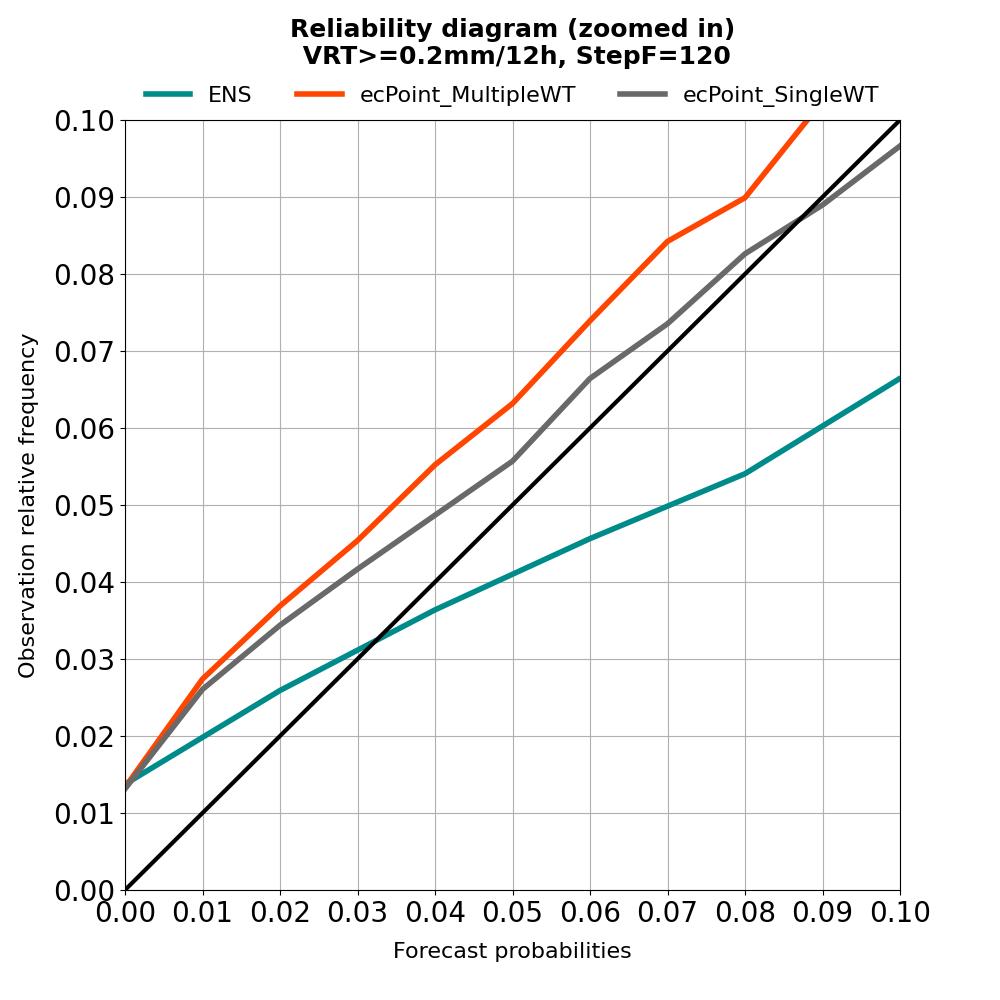 Reliability diagram (zoomed in)
VRT>=0.2mm/12h, StepF=120
ENS ecPoint_MultipleWT ecPoint_SingleWT
0.10
0.09
0.08
0.07
0.06
0.05
0.04
0.03
0.02
0.01
0.00
Observation relative frequency
0.00 0.01 0.02 0.03 0.04 0.05 0.06 0.07 0.08 0.09 0.10
Forecast probabilities